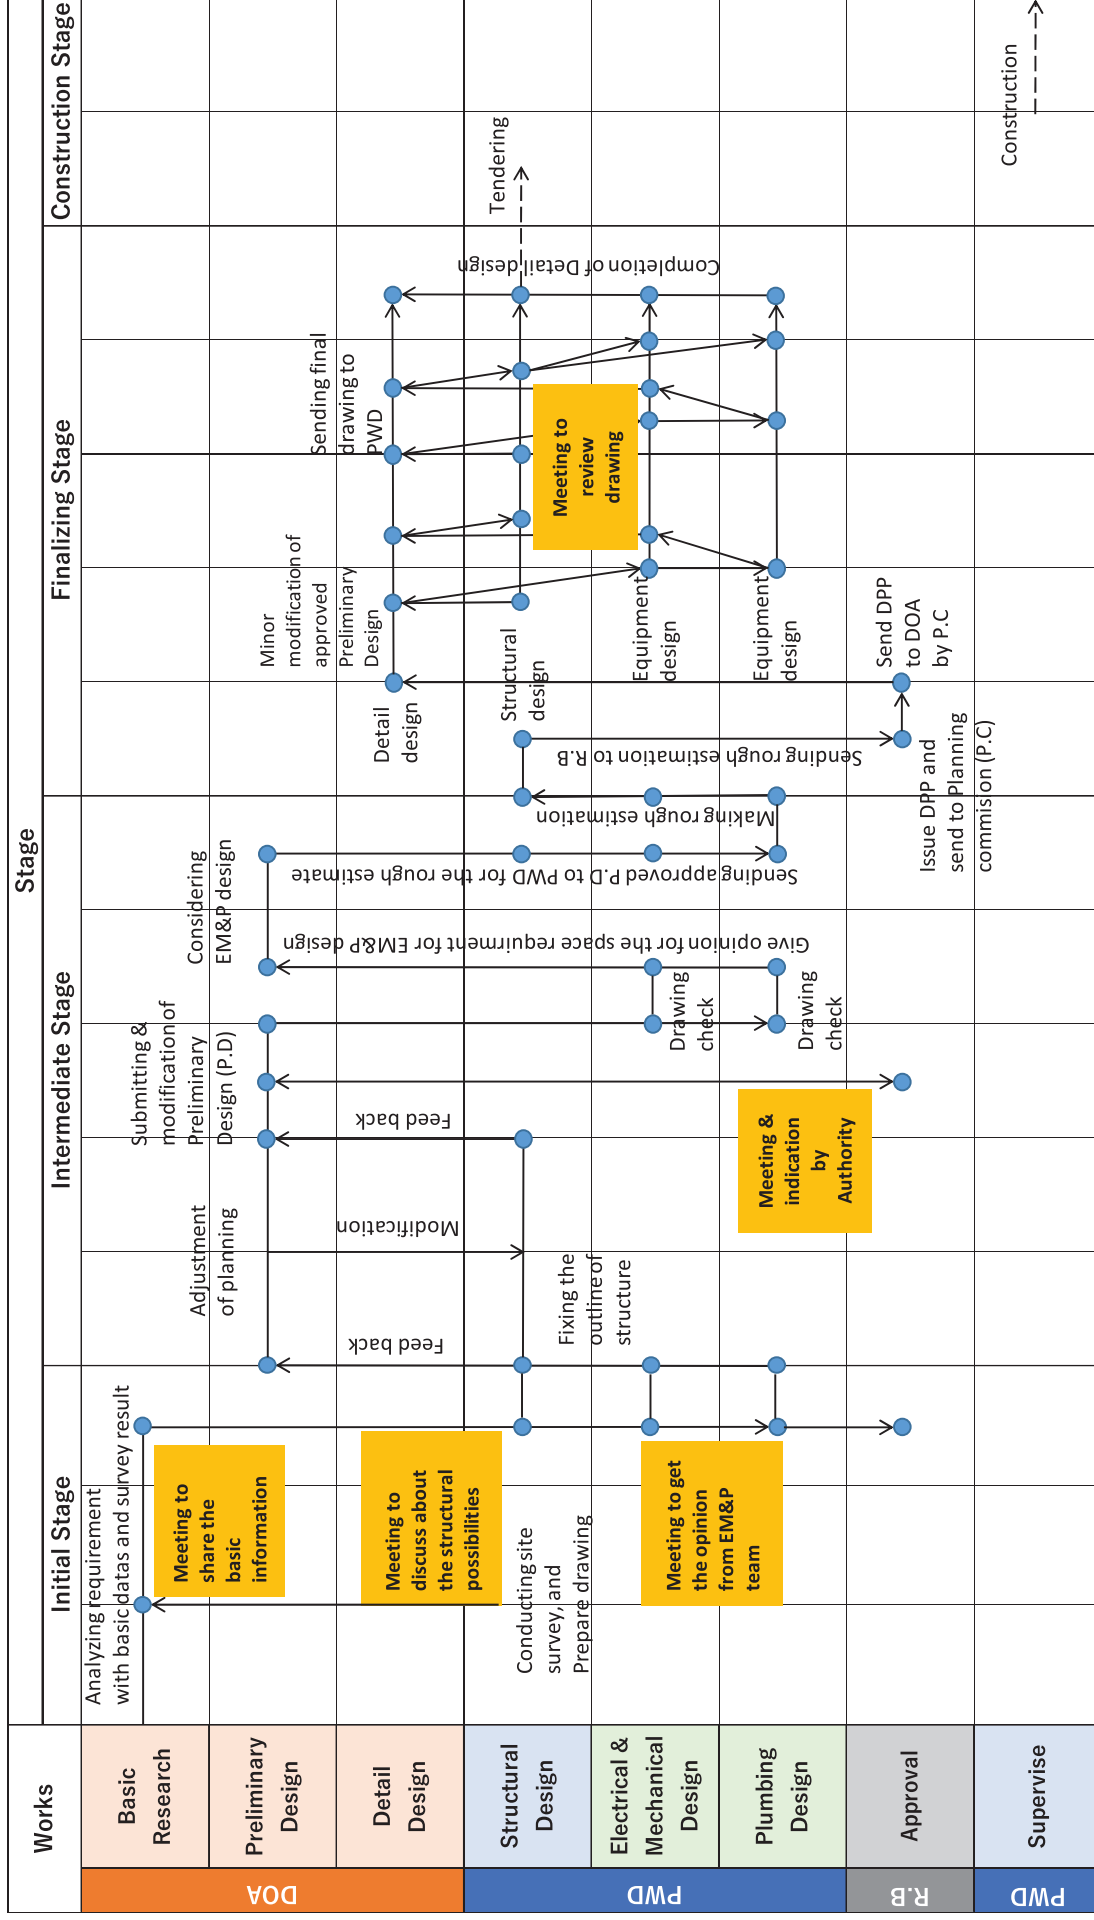 Works
Stage
Initial Stage
Intermediate Stage
Finalizing Stage
Construction Stage
DOA
Basic
Research
Preliminary
Design
Detail
Design
PWD
Structural
Design
Electrical &
Mechanical
Design
Plumbing
Design
R.B
Approval
PWD
Supervise
Analyzing requirement
with basic datas and survey result
Meeting to
share the
basic
information
Meeting to
discuss about
the structural
possibilities
Conducting site
survey, and
Prepare drawing
Meeting to get
the opinion
from EM&P
team
Feed back
Adjustment
of planning
Modification
Fixing the
outline of
structure
Feed back
Submitting &
modification of
Preliminary
Design (P.D)
Meeting &
indication
by
Authority
Drawing
check
Drawing
check
Give opinion for the space requirment for EM&P design
Considering
EM&P design
Sending approved P.D to PWD for the rough estimate
Making rough estimation
Sending rough estimation to R.B
Issue DPP and
send to Planning
commision (P.C)
Send DPP
to DOA
by P.C
Detail
design
Structural
design
Equipment
design
Equipment
design
Minor
modification of
approved
Preliminary
Design
Meeting to
review
drawing
Sending final
drawing to
PWD
Completion of Detail design
Tendering
Construction